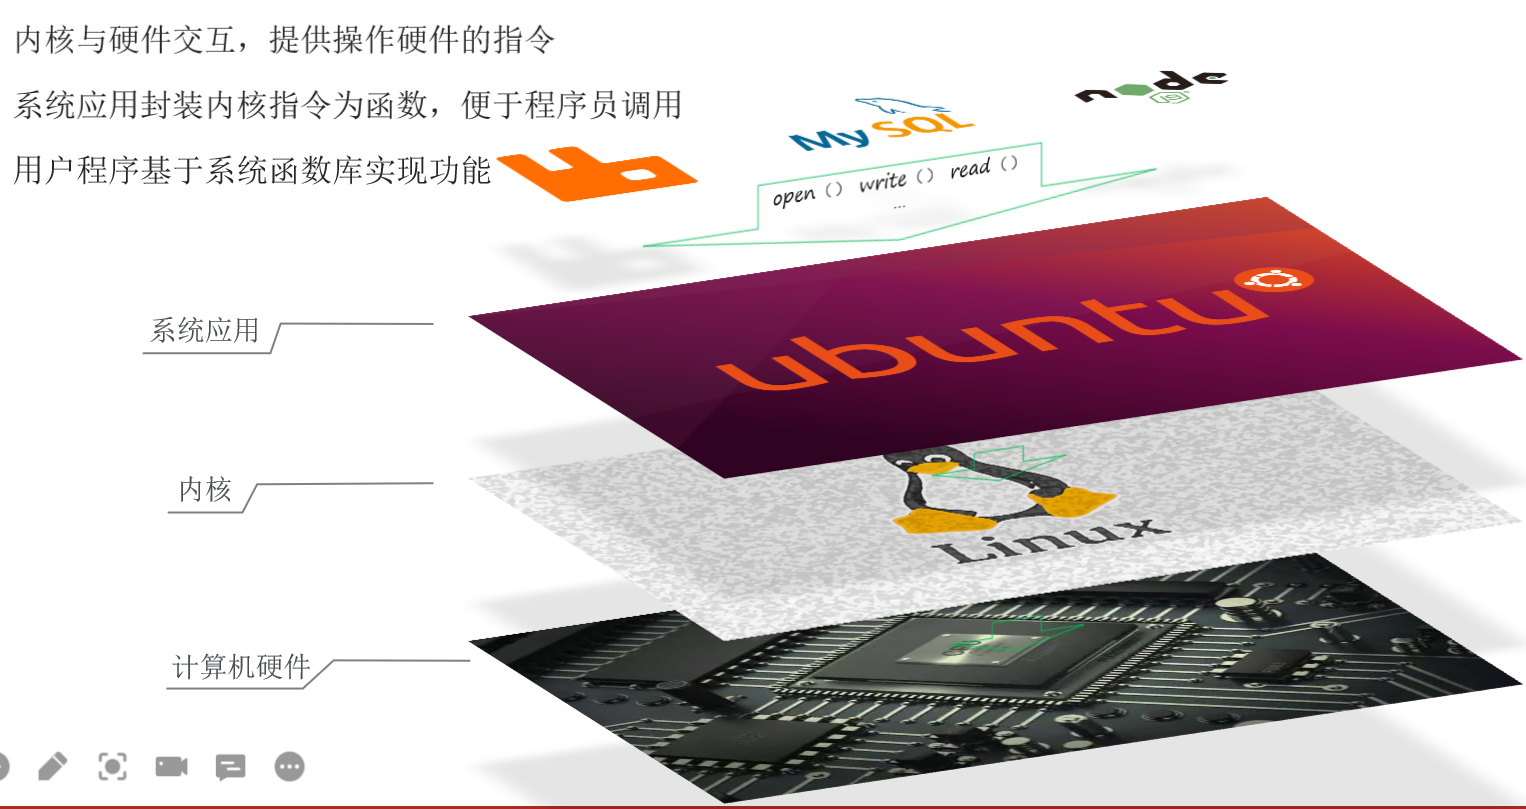 内核与硬件交互，提供操作硬件的指令
系统应用封装内核指令为函数，便于程序员调用
用户程序基于系统函数库实现功能
node
JS
MySQL
open（） write（） read（）
...
ubuntu
系统应用
内核
Linux
计算机硬件